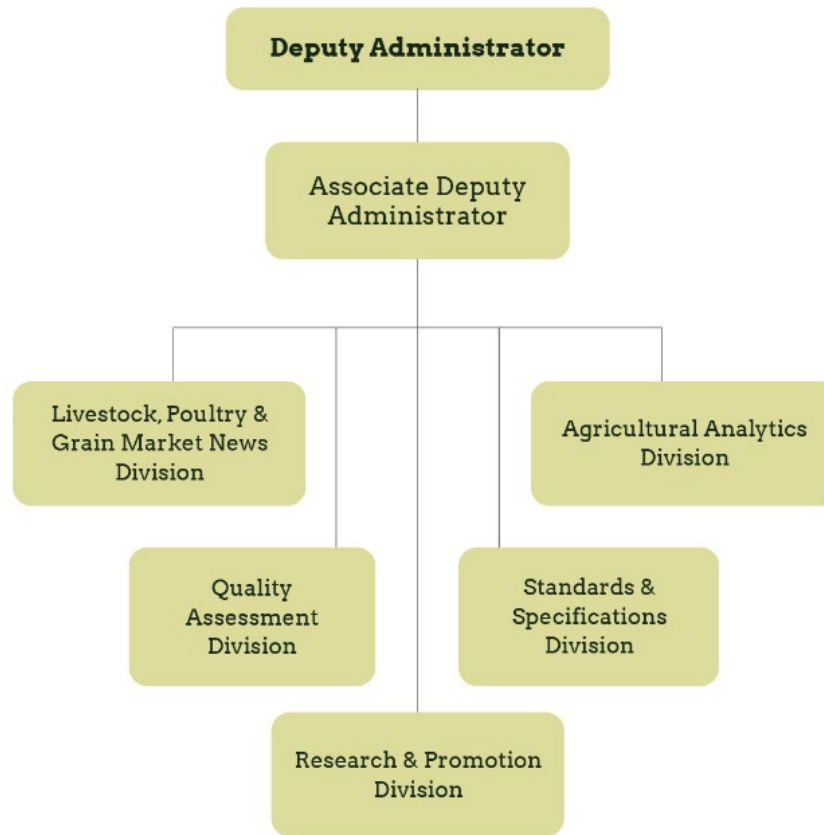 Deputy Administrator
Associate Deputy
Administrator
Livestock, Poultry &
Grain Market News
Division
Agricultural Analytics
Division
Quality
Assessment
Division
Standards &
Specifications
Division
Research & Promotion
Division